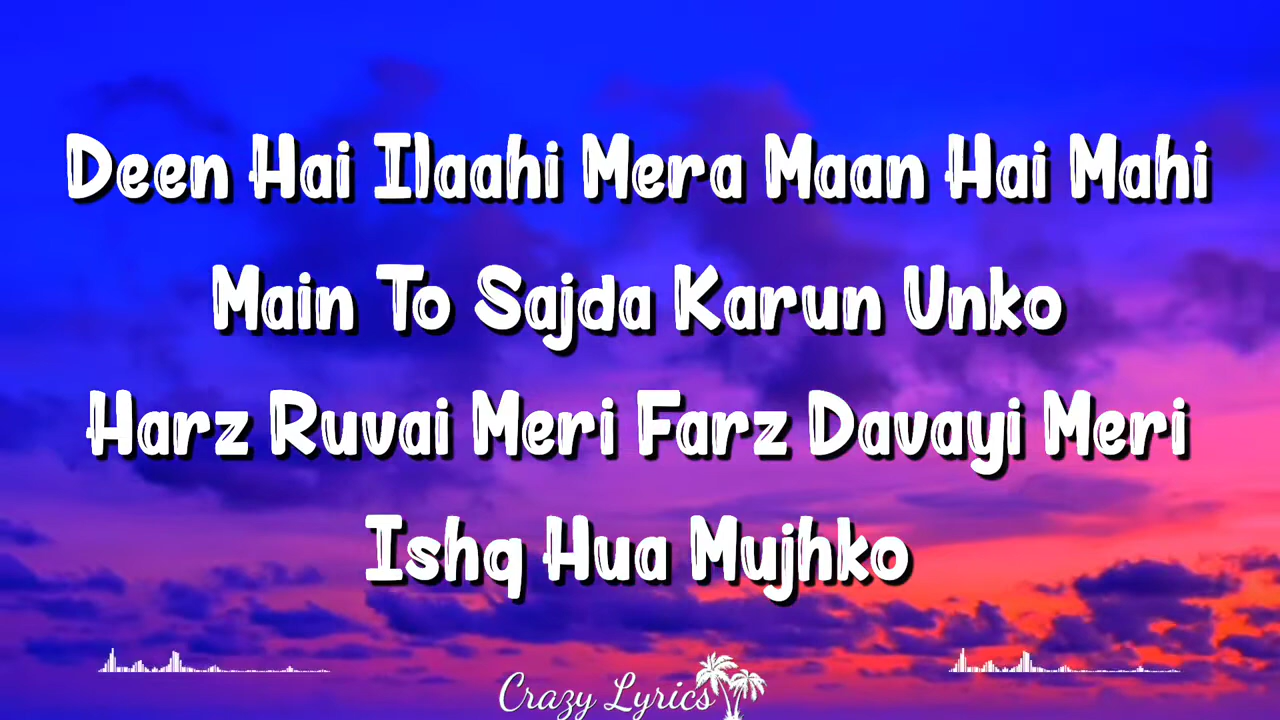 Deen Hai Ilaahi Mera Maan Hai Mahi
Main To Sajda Karun Unko
Harz Ruvai Meri Farz Davayi Meri
Ishq Hua Mujhko
Crazy Lyrics